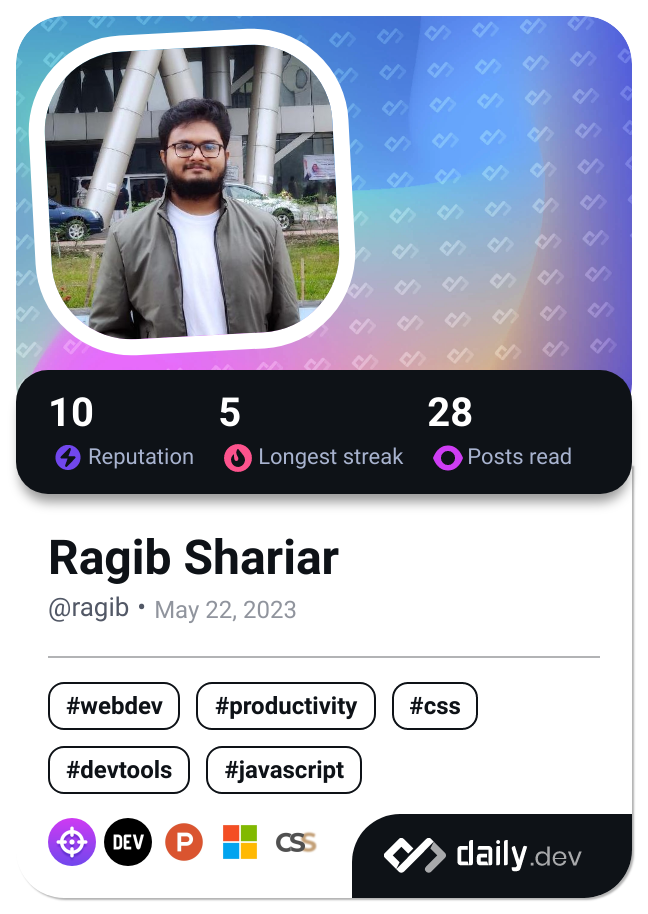 10 5 28
Reputation Longest streak Posts read
Ragib Shariar
@ragib • May 22, 2023
#webdev #productivity #css
#devtools #javascript
DEV P CSS
daily.dev